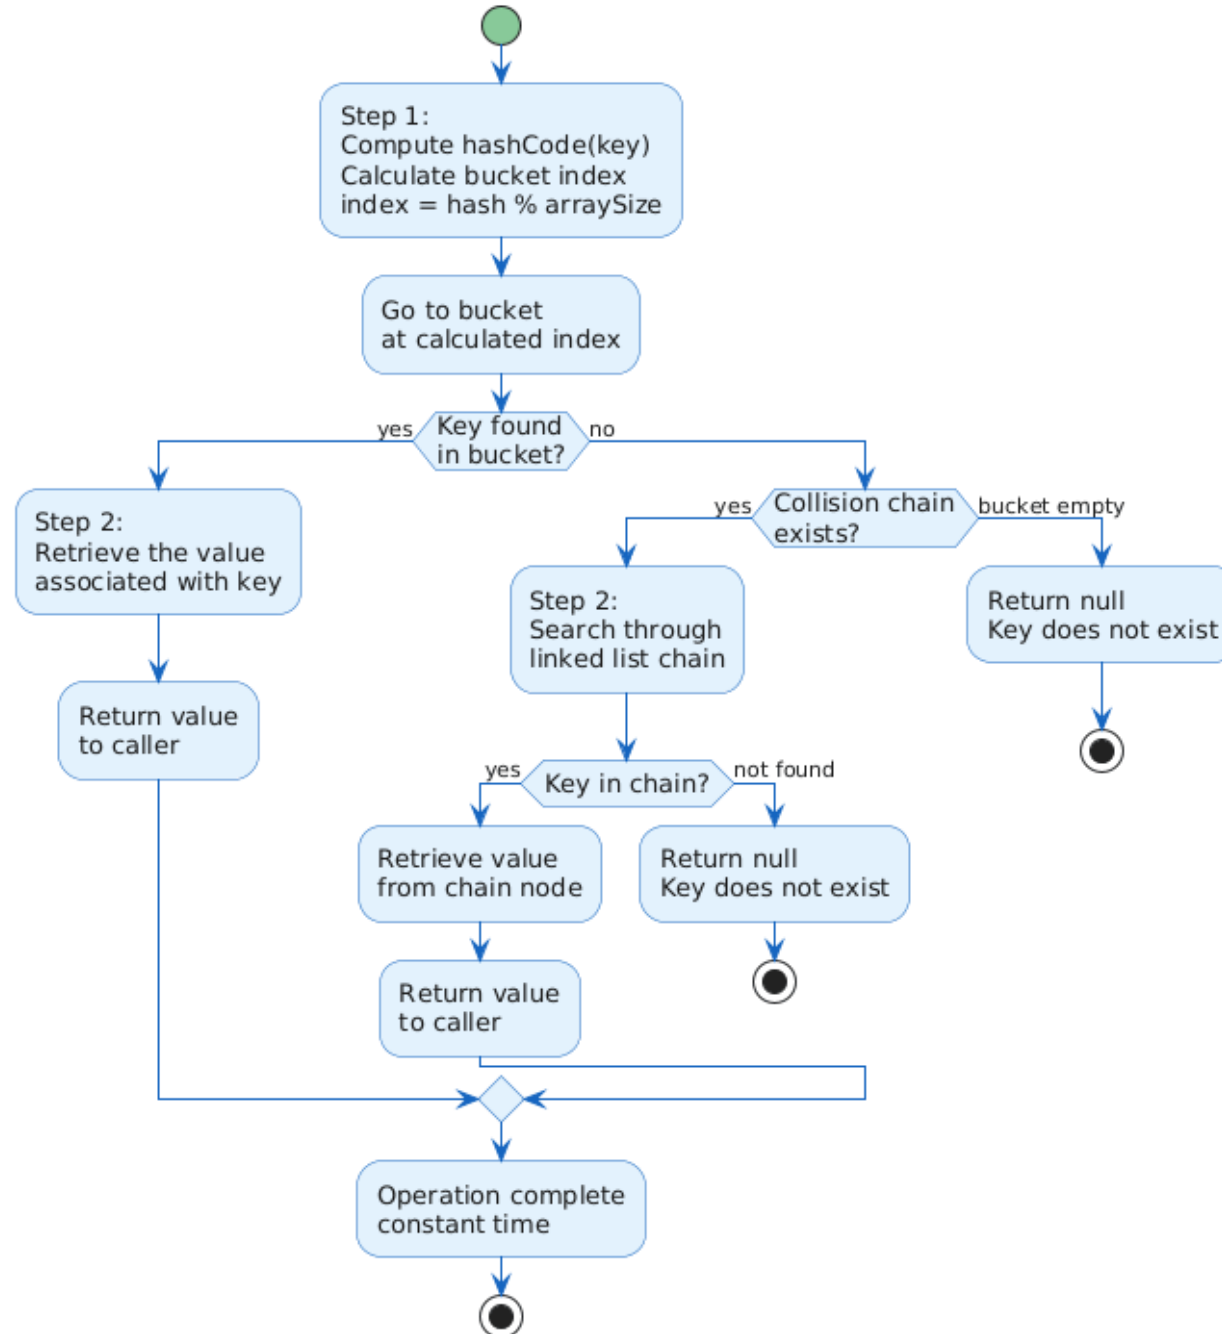 Step 1:
Compute hashCode(key)
Calculate bucket index
index = hash % arraySize
Go to bucket
at calculated index
yes
Key found
in bucket?
no
Step 2:
Retrieve the value
associated with key
Return value
to caller
yes
Collision chain
exists?
bucket empty
Step 2:
Search through
linked list chain
Return null
Key does not exist
yes
Key in chain?
not found
Retrieve value
from chain node
Return value
to caller
Return null
Key does not exist
Operation complete
constant time